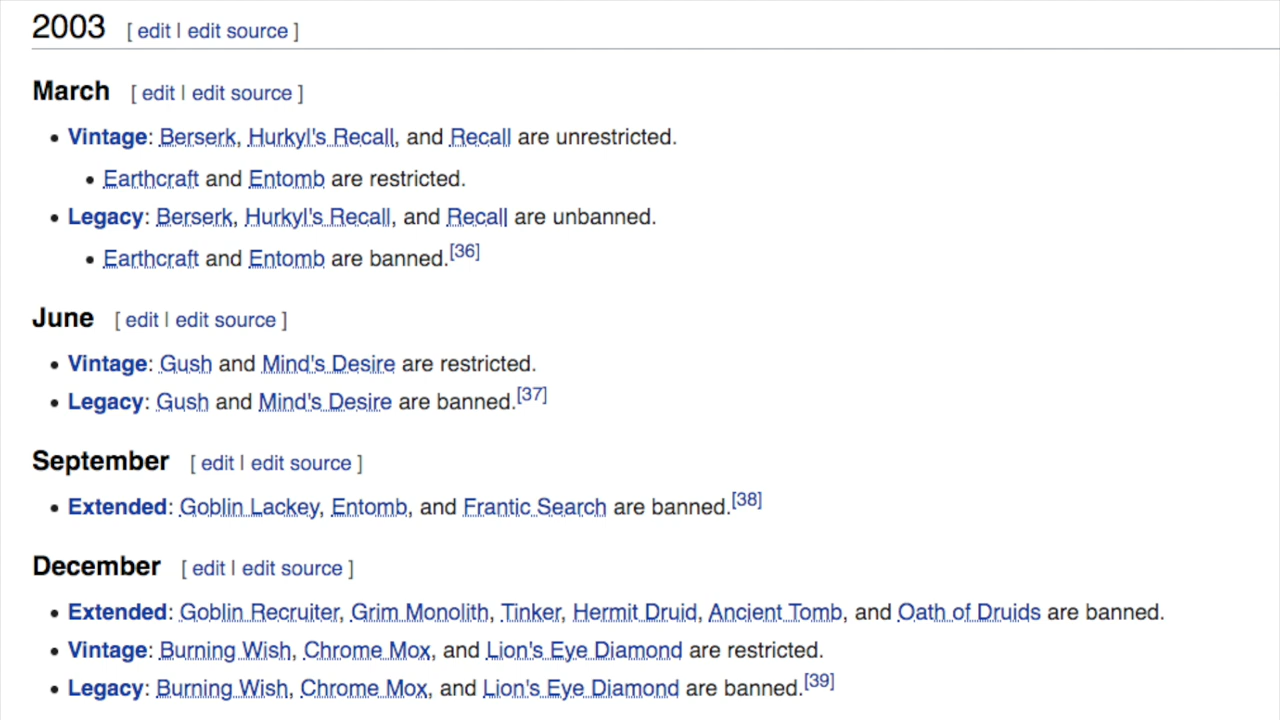 2003 [ edit | edit source ]
March [ edit | edit source ]
• Vintage: Berserk, Hurkyl's Recall, and Recall are unrestricted.
• Earthcraft and Entomb are restricted.
• Legacy: Berserk, Hurkyl's Recall, and Recall are unbanned.
• Earthcraft and Entomb are banned.[36]
June [ edit | edit source ]
• Vintage: Gush and Mind's Desire are restricted.
• Legacy: Gush and Mind's Desire are banned.[37]
September [ edit | edit source ]
• Extended: Goblin Lackey, Entomb, and Frantic Search are banned.[38]
December [ edit | edit source ]
• Extended: Goblin Recruiter, Grim Monolith, Tinker, Hermit Druid, Ancient Tomb, and Oath of Druids are banned.
• Vintage: Burning Wish, Chrome Mox, and Lion's Eye Diamond are restricted.
• Legacy: Burning Wish, Chrome Mox, and Lion's Eye Diamond are banned.[39]